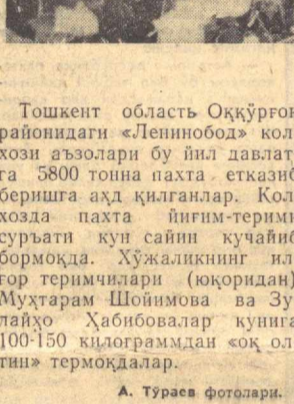 Тошкент область Оққўрғон
районидаги «Ленинобод» кол-
хози аъзолари бу йил давлат-
га 5800 тонна пахта етказиб
беришга аҳд қилганлар. Кол-
хозда пахта йиғим-терими
суръати кун сайин кучайиб
бормоқда. Хўжаликнинг ил-
ғор теримчилари (юқоридан)
Муҳтарам Шойимова ва Зу-
лайҳо Ҳабибовалар кунига
100-150 килограммдан «оқ ол-
тин» термоқдалар.
А. Тўраев фотолари.